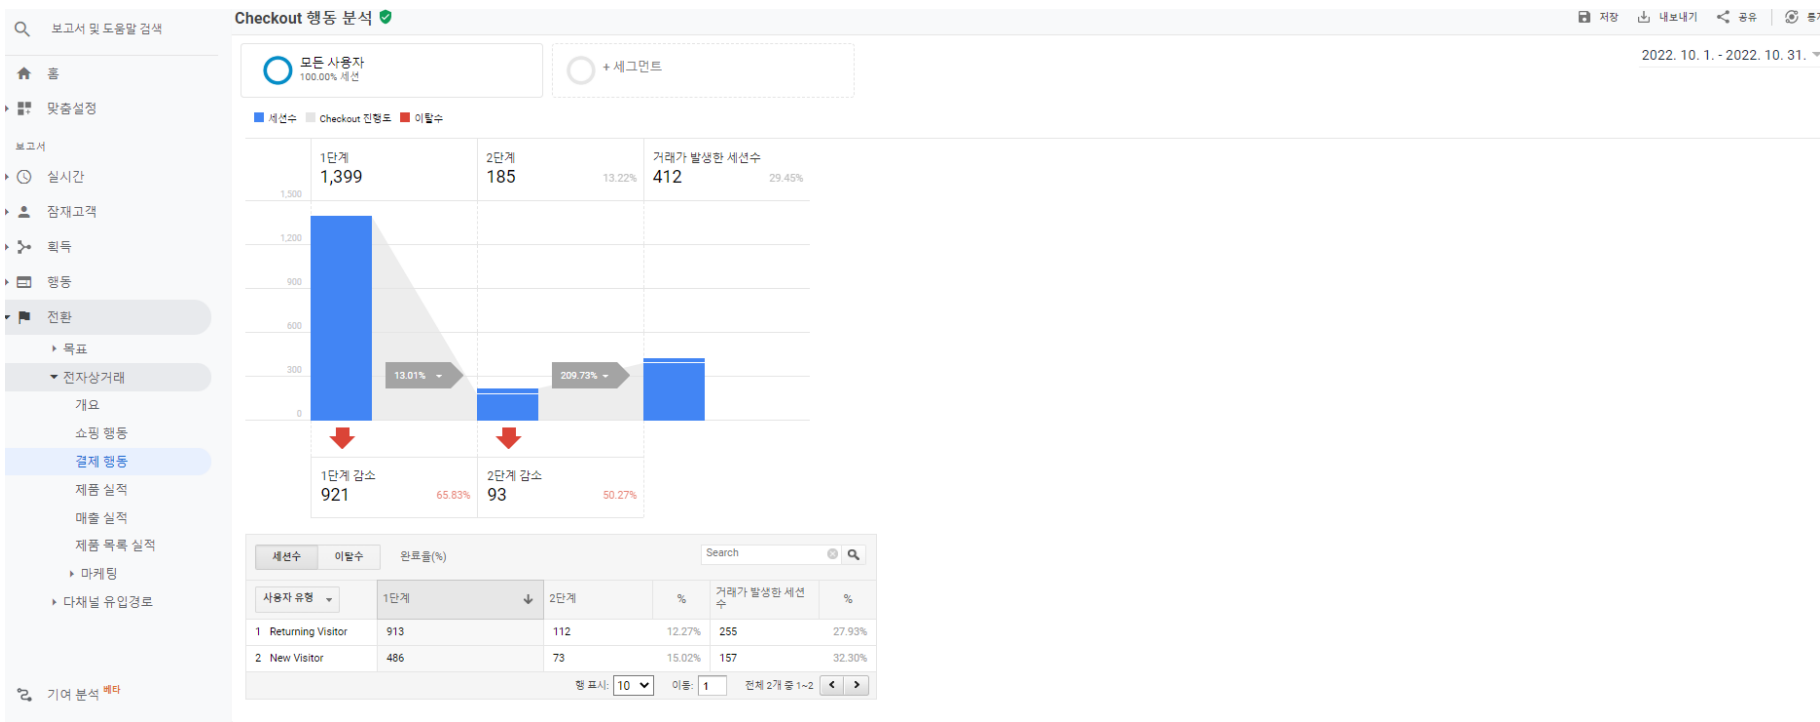 보고서 및 도움말 검색
Checkout 행동 분석
저장 내보내기 공유
홈
맞춤설정
보고서
실시간
잠재고객
획득
행동
전환
목표
전자상거래
개요
쇼핑 행동
결제 행동
제품 실적
매출 실적
제품 목록 실적
마케팅
다채널 유입경로
기여 분석 베타
모든 사용자
100.00% 세션
+ 세그먼트
2022. 10. 1. - 2022. 10. 31.
세션수 Checkout 진행도 이탈수
1단계 2단계 거래가 발생한 세션수
1,399 185 13.22% 412 29.45%
1,500
1,200
900
600
300
0
13.01% 209.73%
1단계 감소 2단계 감소
921 65.83% 93 50.27%
세션수 이탈수 완료율(%) Search
사용자 유형 1단계 2단계 % 거래가 발생한 세션
수 %
1 Returning Visitor 913 112 12.27% 255 27.93%
2 New Visitor 486 73 15.02% 157 32.30%
행 표시: 10 이동: 1 전체 2개 중 1~2